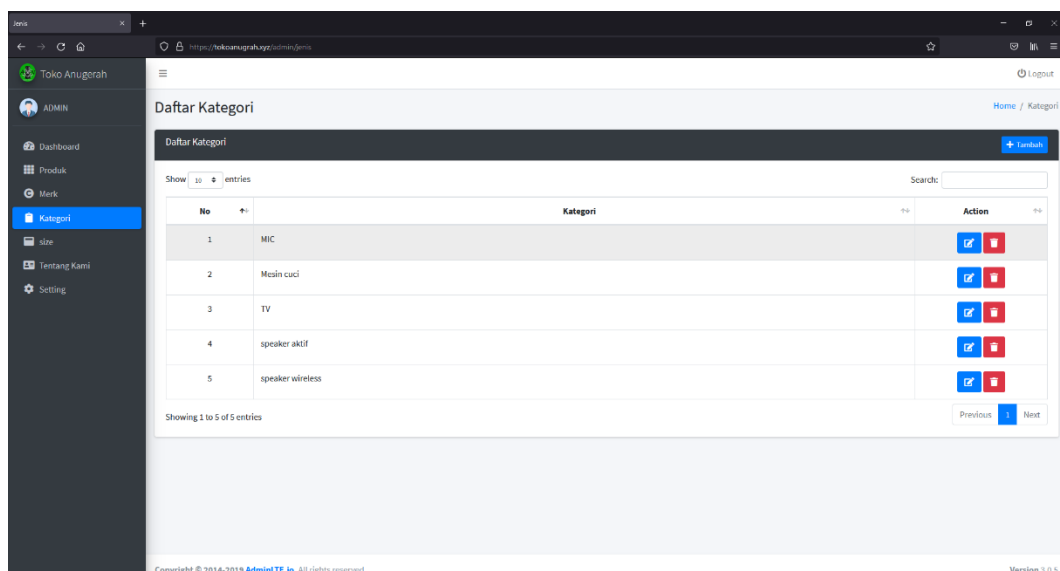 Jenis
https://tokoanugrah.xyz/admin/jenis
Toko Anugerah
Logout
ADMIN
Daftar Kategori
Home / Kategori
Dashboard
Produk
Merk
Kategori
size
Tentang Kami
Setting
Daftar Kategori
+ Tambah
Show 10 entries
Search:
No Kategori Action
1 MIC
2 Mesin cuci
3 TV
4 speaker aktif
5 speaker wireless
Showing 1 to 5 of 5 entries
Previous 1 Next
Copyright © 2014-2019 AdminLTE.io. All rights reserved.
Version 3.0.5